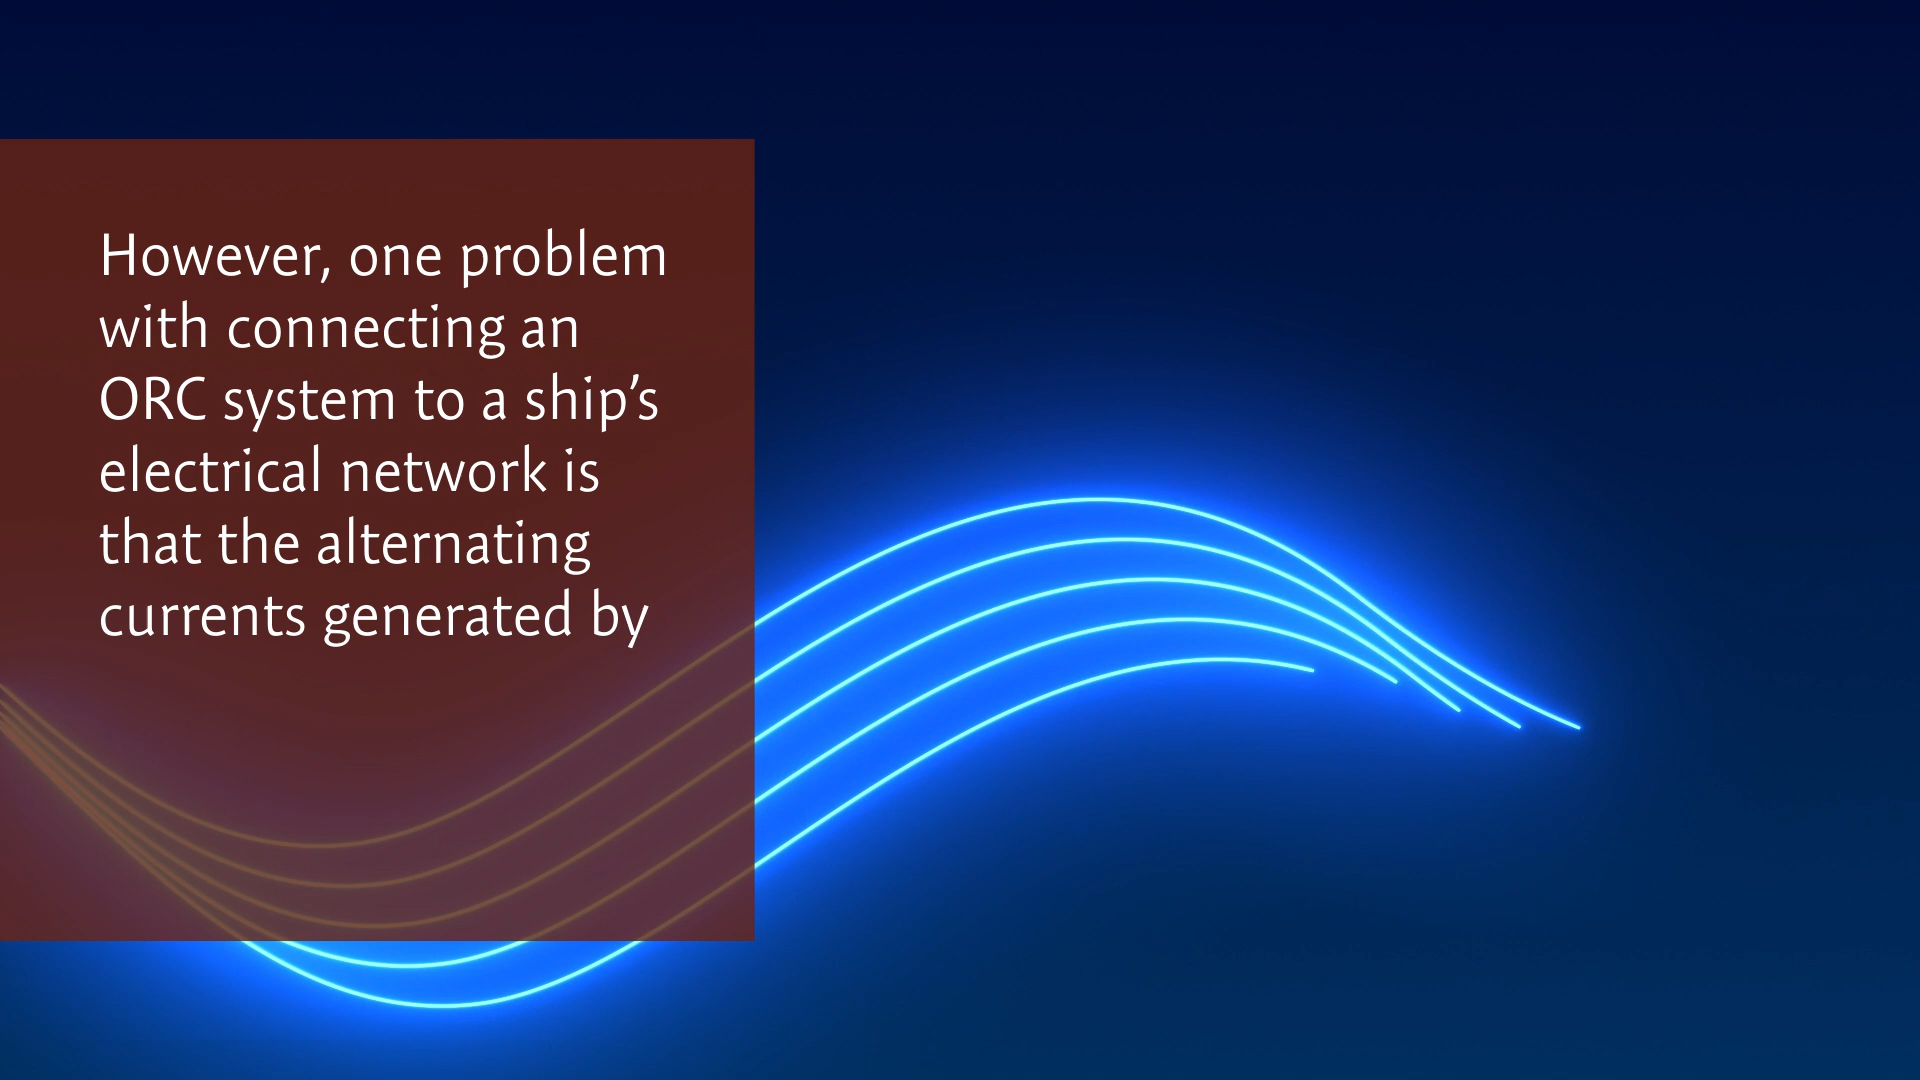 However, one problem
with connecting an
ORC system to a ship’s
electrical network is
that the alternating
currents generated by